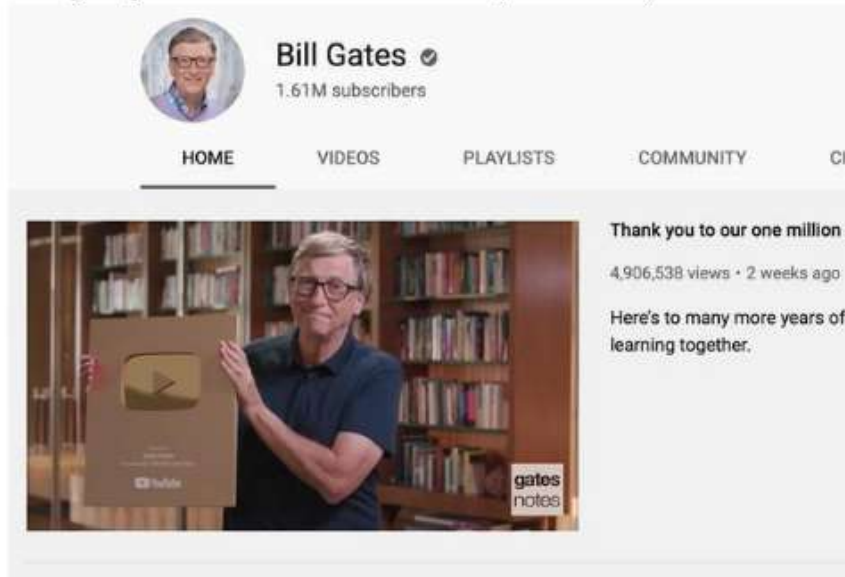 Bill Gates
1.61M subscribers
HOME VIDEOS PLAYLISTS COMMUNITY
Thank you to our one million
4,906,538 views • 2 weeks ago
Here's to many more years of
learning together.
YouTube
gates
notes